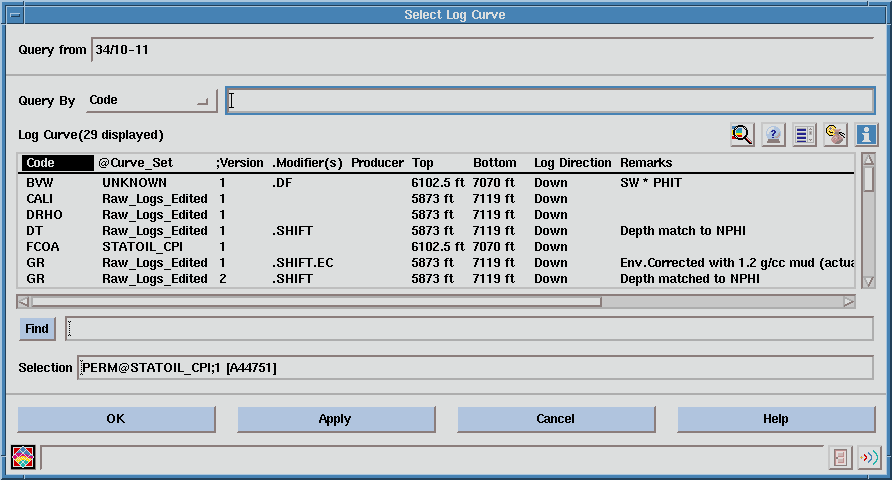 Select Log Curve
Query from 34/10-11
Query By Code
Log Curve(29 displayed)
Code @Curve_Set ;Version .Modifier(s) Producer Top Bottom Log Direction Remarks
BVW UNKNOWN 1 .DF 6102.5 ft 7070 ft Down SW * PHIT
CALI Raw_Logs_Edited 1 5873 ft 7119 ft Down
DRHO Raw_Logs_Edited 1 5873 ft 7119 ft Down
DT Raw_Logs_Edited 1 .SHIFT 5873 ft 7119 ft Down Depth match to NPHI
FCOA STATOIL_CPI 1 6102.5 ft 7070 ft Down
GR Raw_Logs_Edited 1 .SHIFT.EC 5873 ft 7119 ft Down Env.Corrected with 1.2 g/cc mud (actua
GR Raw_Logs_Edited 2 .SHIFT 5873 ft 7119 ft Down Depth matched to NPHI
Find
Selection PERM@STATOIL_CPI;1 [A44751]
OK Apply Cancel Help